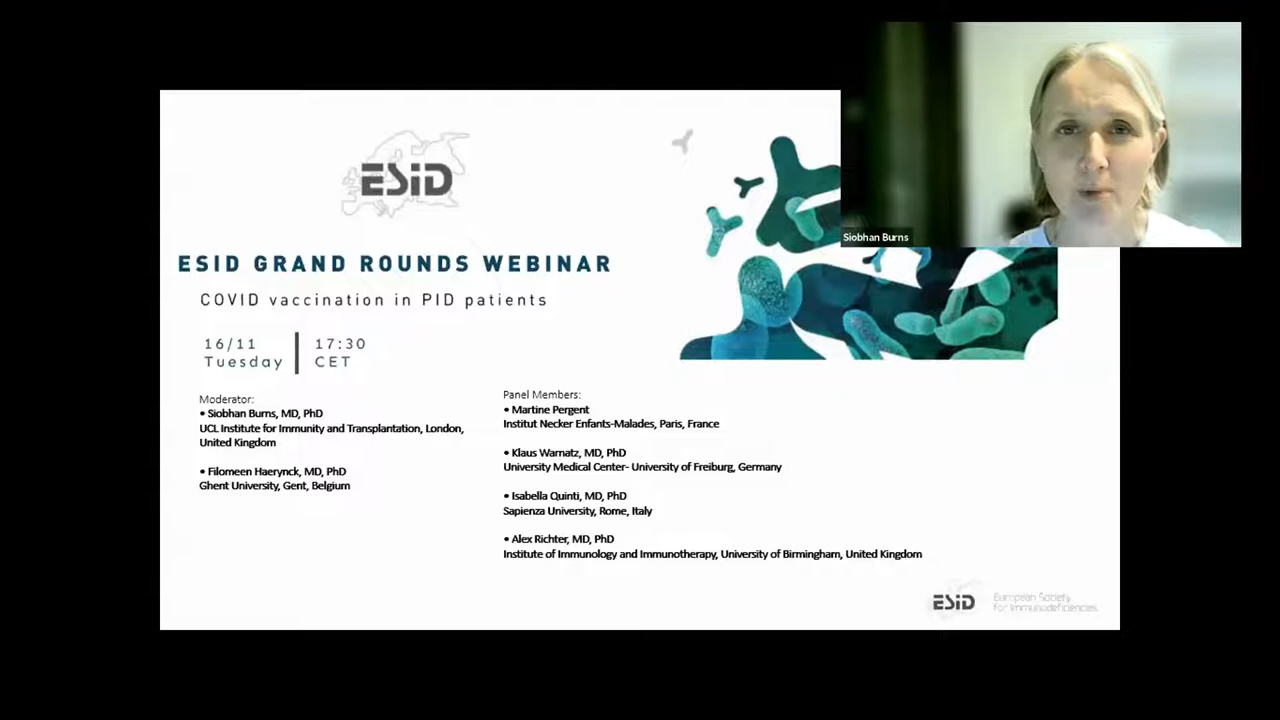 ESID
ESID GRAND ROUNDS WEBINAR
COVID vaccination in PID patients
16/11
Tuesday
17:30
CET
Moderator:
• Siobhan Burns, MD, PhD
UCL Institute for Immunity and Transplantation, London,
United Kingdom
• Filomeen Haerynck, MD, PhD
Ghent University, Gent, Belgium
Panel Members:
• Martine Pergent
Institut Necker Enfants-Malades, Paris, France
• Klaus Warnatz, MD, PhD
University Medical Center- University of Freiburg, Germany
• Isabella Quinti, MD, PhD
Sapienza University, Rome, Italy
• Alex Richter, MD, PhD
Institute of Immunology and Immunotherapy, University of Birmingham, United Kingdom
Siobhan Burns
ESID
European Society
for Immunodeficiencies